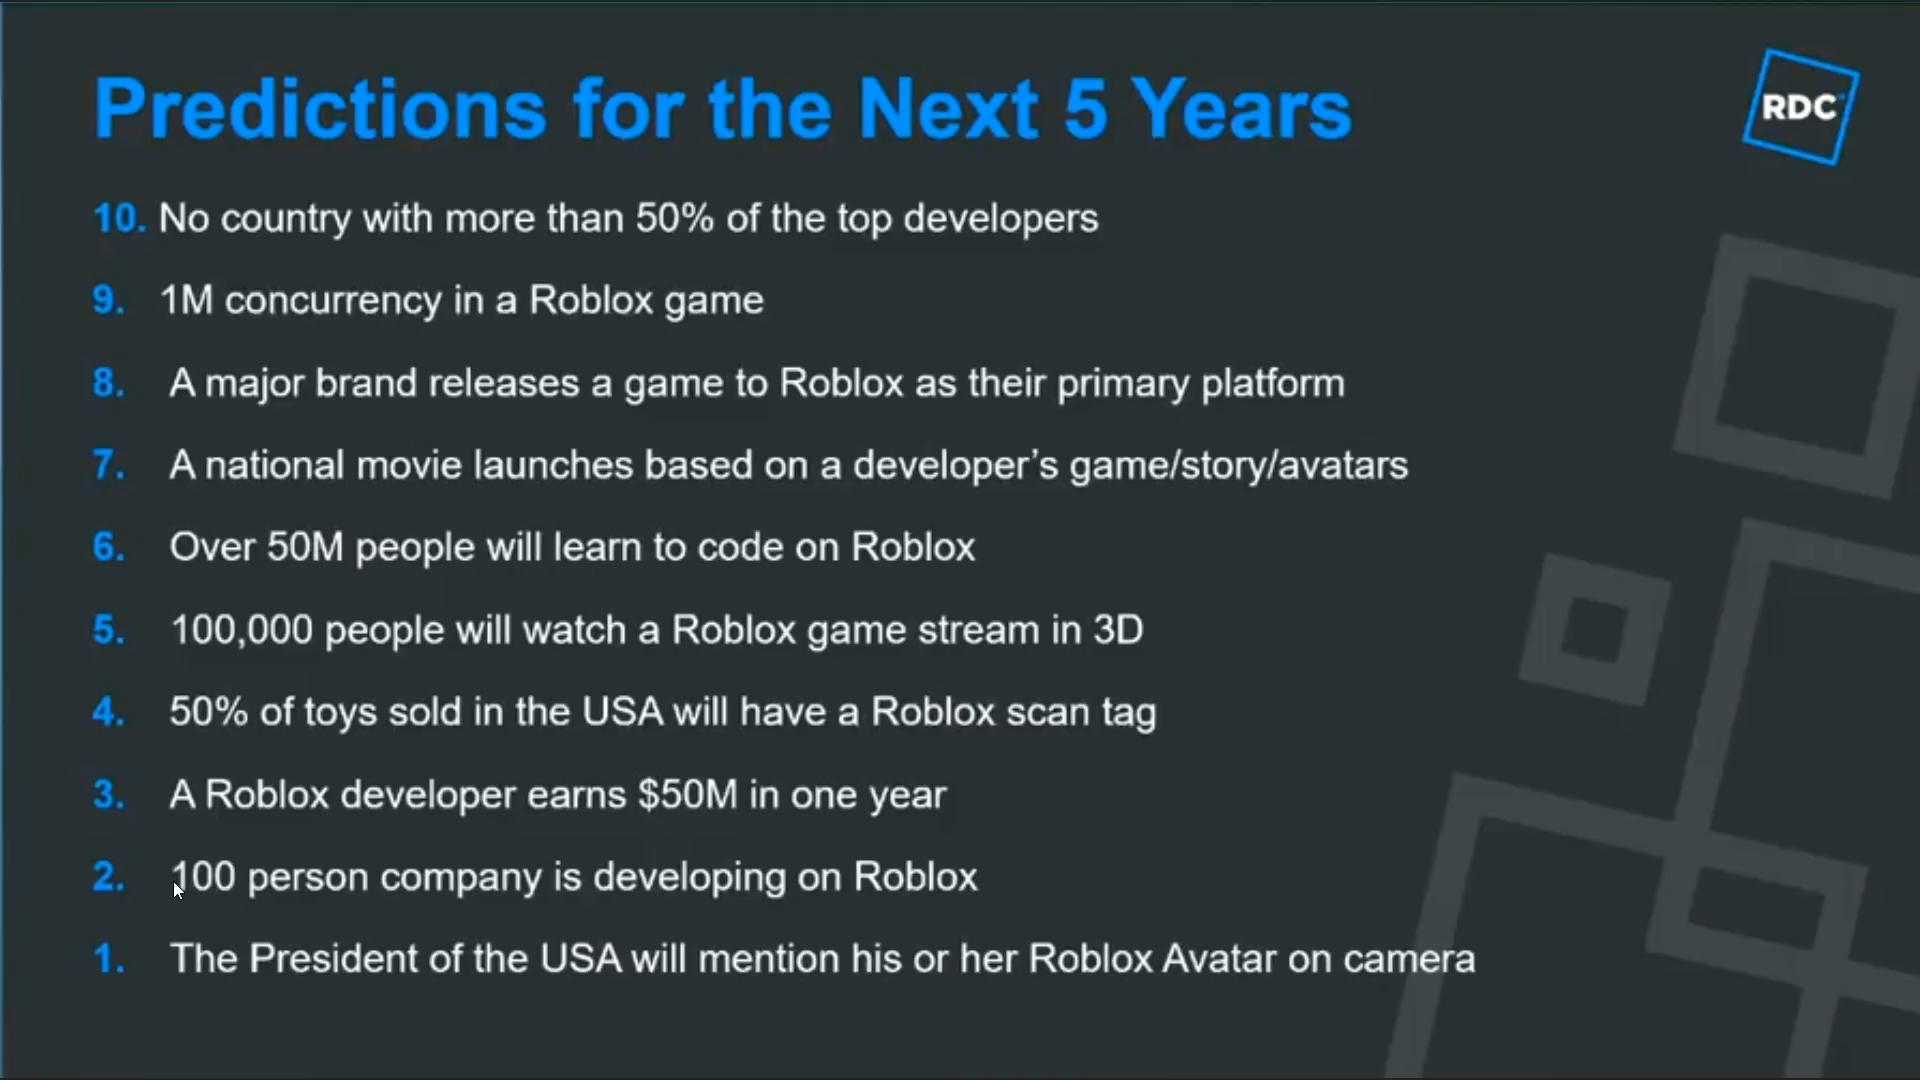 Predictions for the Next 5 Years
RDC
10. No country with more than 50% of the top developers
9. 1M concurrency in a Roblox game
8. A major brand releases a game to Roblox as their primary platform
7. A national movie launches based on a developer’s game/story/avatars
6. Over 50M people will learn to code on Roblox
5. 100,000 people will watch a Roblox game stream in 3D
4. 50% of toys sold in the USA will have a Roblox scan tag
3. A Roblox developer earns $50M in one year
2. 100 person company is developing on Roblox
1. The President of the USA will mention his or her Roblox Avatar on camera